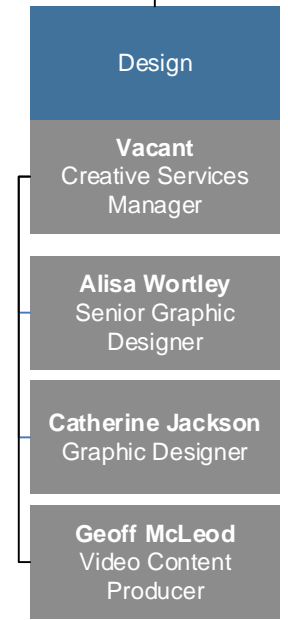 Design
Vacant
Creative Services
Manager
Alisa Wortley
Senior Graphic
Designer
Catherine Jackson
Graphic Designer
Geoff McLeod
Video Content
Producer